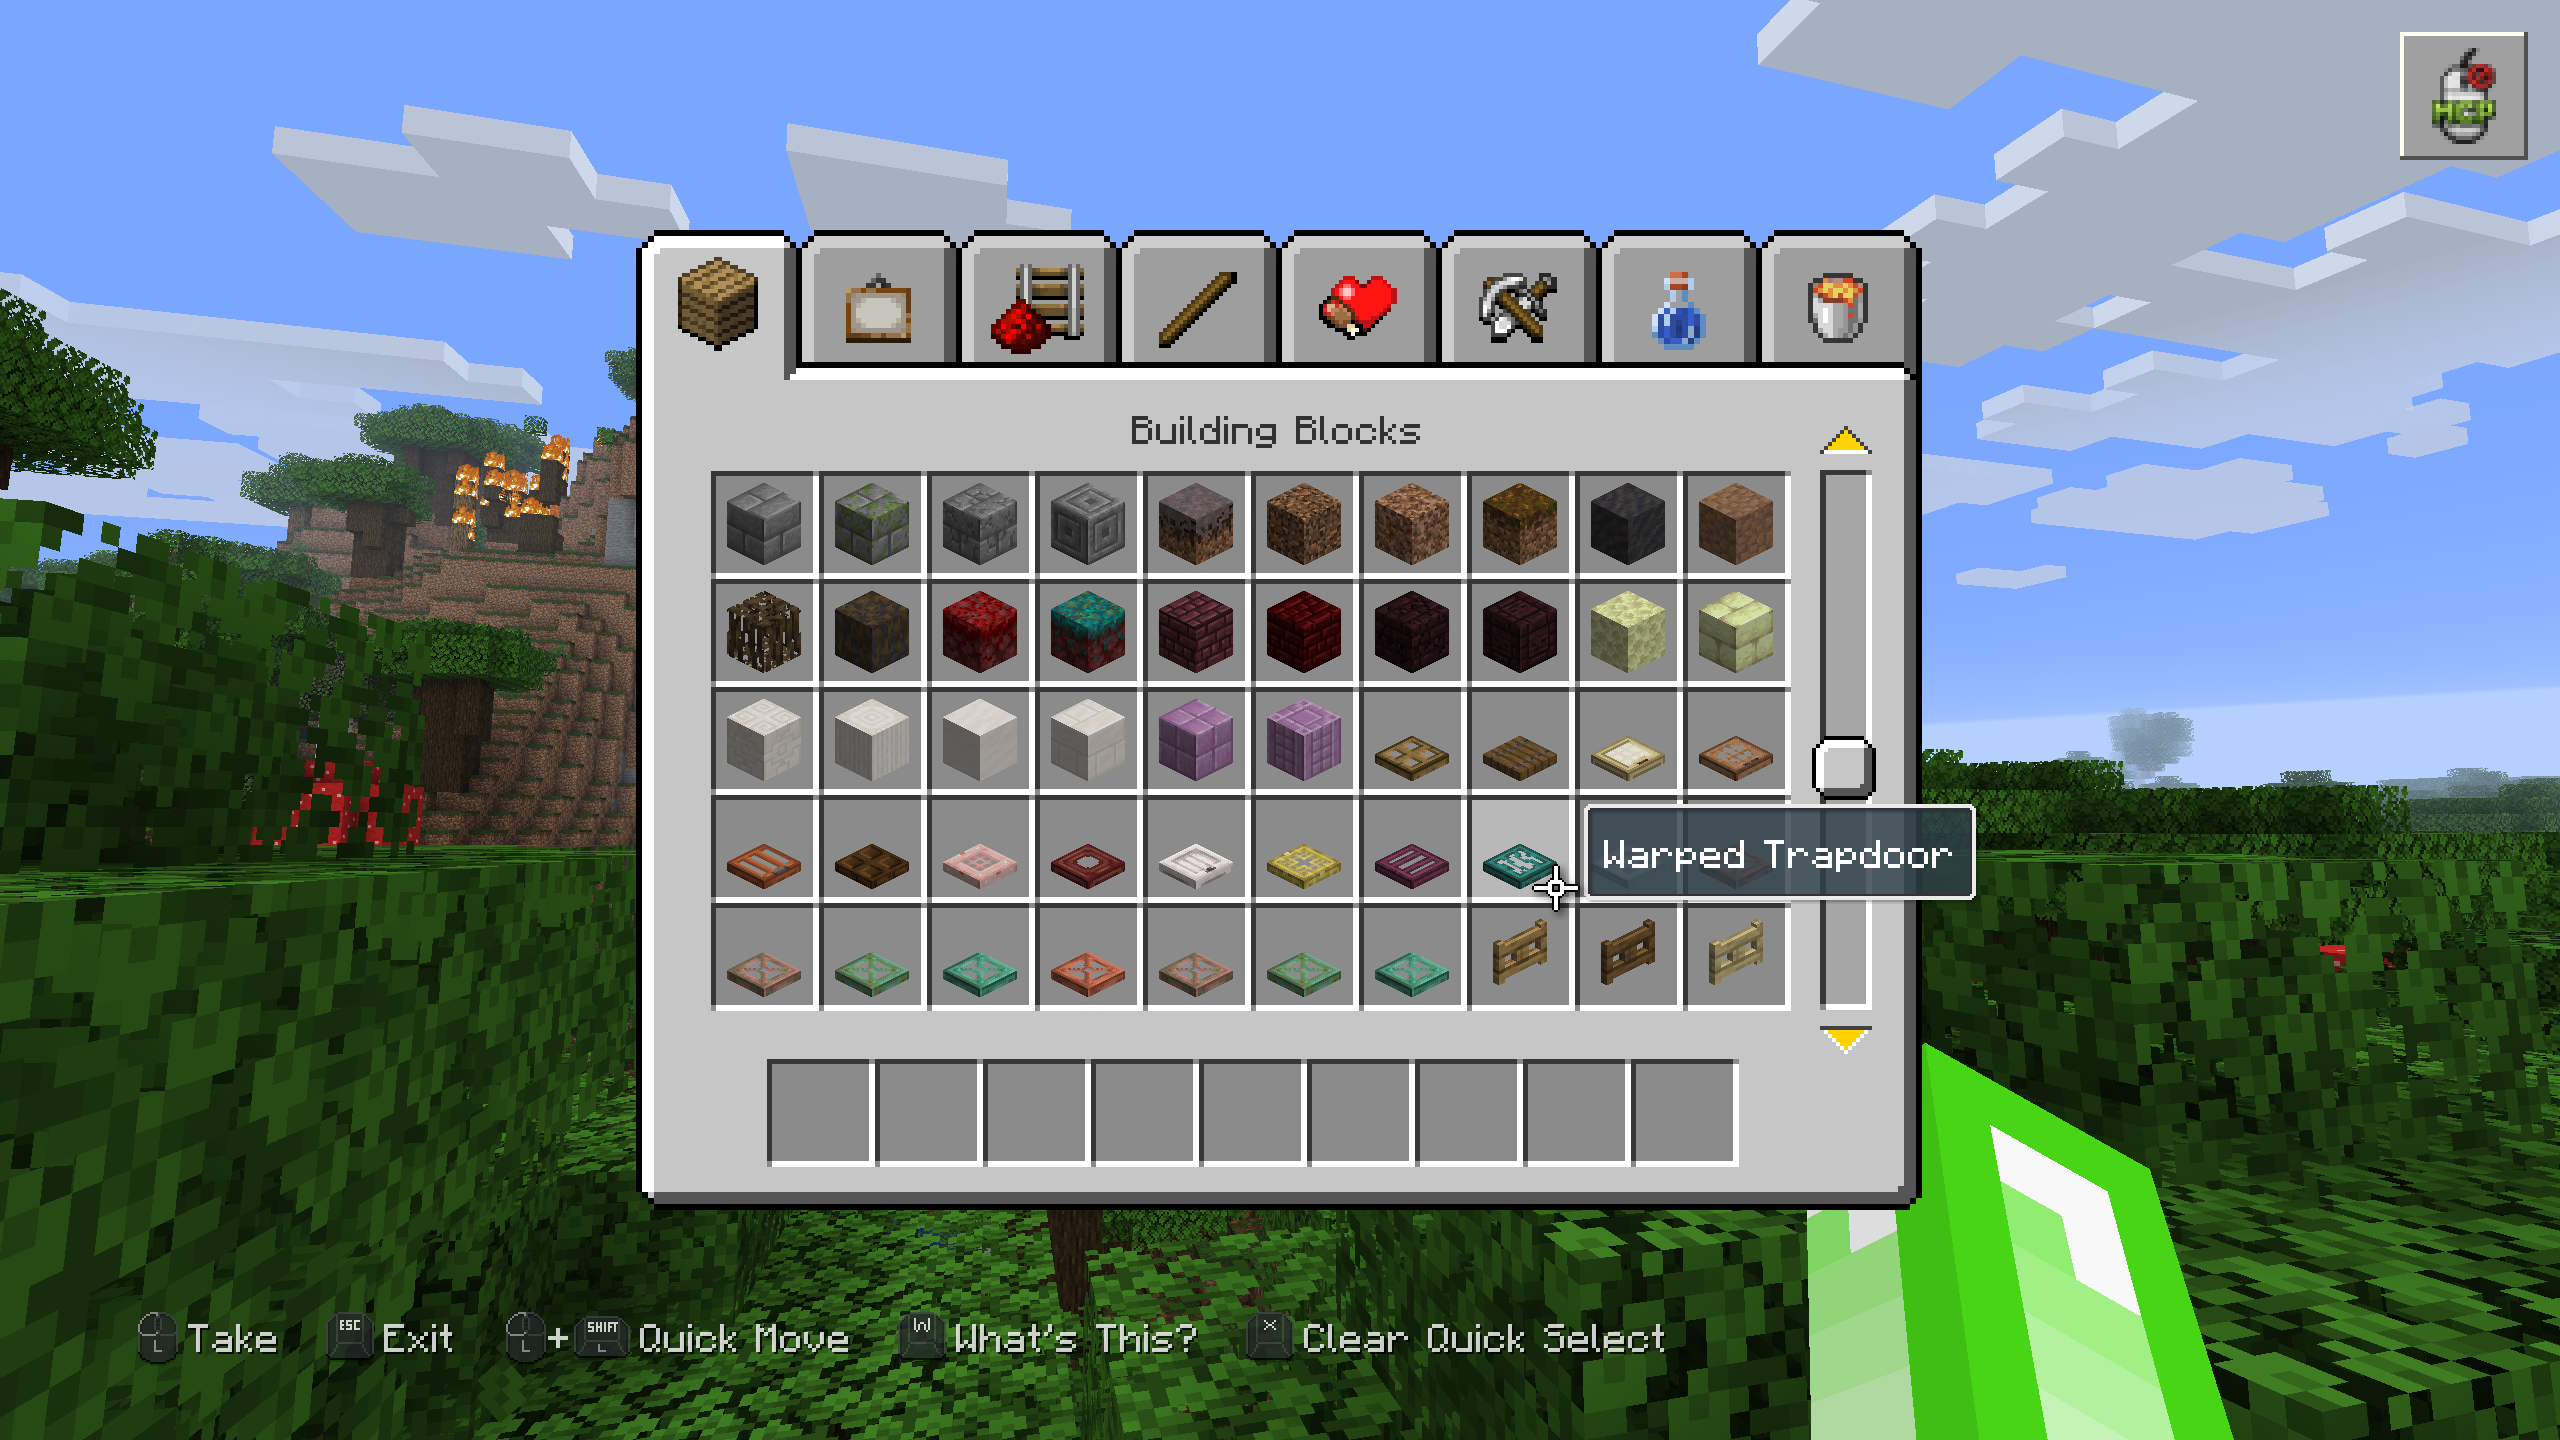 MCP
Building Blocks
Warped Trapdoor
L Take
ESC Exit
L + SHIFT L Quick Move
W What's This?
X Clear Quick Select